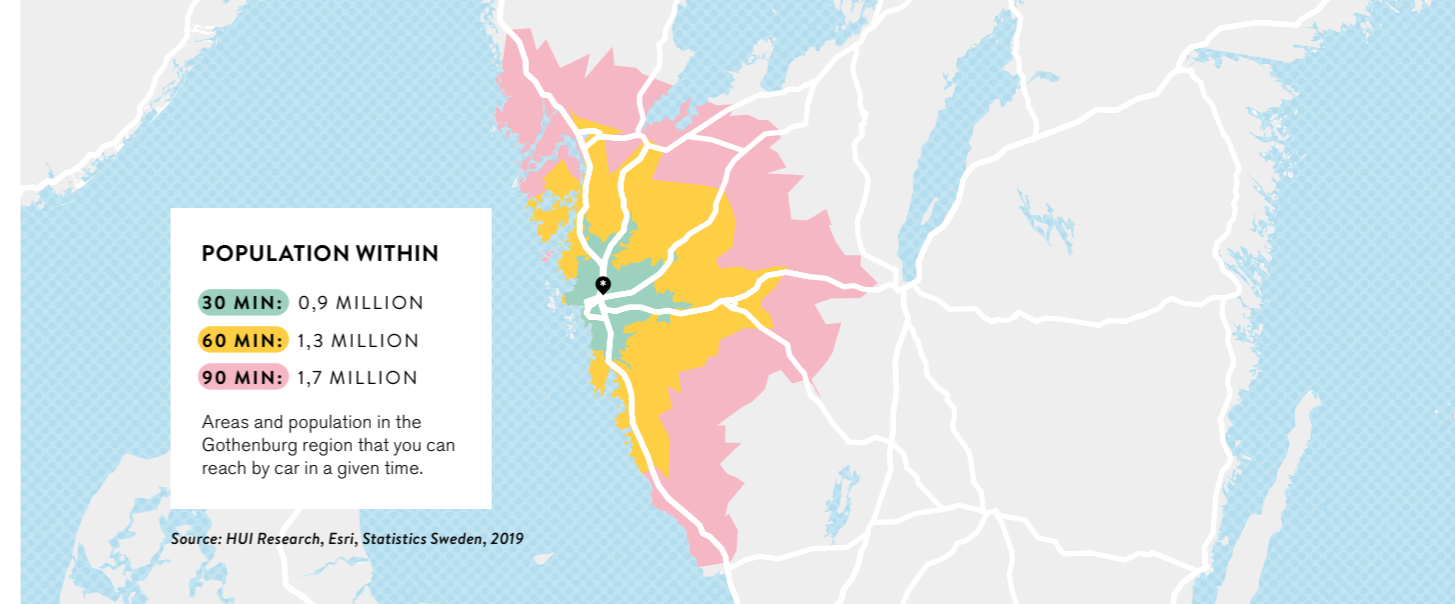 POPULATION WITHIN
30 MIN: 0,9 MILLION
60 MIN: 1,3 MILLION
90 MIN: 1,7 MILLION
Areas and population in the
Gothenburg region that you can
reach by car in a given time.
Source: HUI Research, Esri, Statistics Sweden, 2019